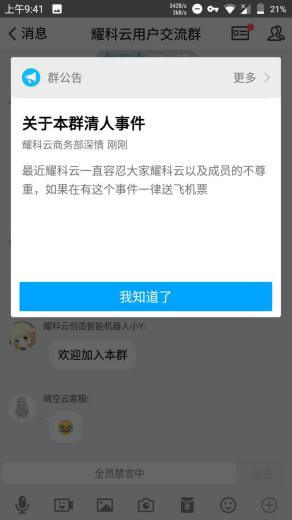 上午9:41
342B/s
3kB/s
21%
消息
耀科云用户交流群
群公告
更多
关于本群清人事件
耀科云商务部深情 刚刚
最近耀科云一直容忍大家耀科云以及成员的不尊
重，如果在有这个事件一律送飞机票
我知道了
耀科云创造智能机器人小Y:
欢迎加入本群
晴空云客服:
全员禁言中
发送